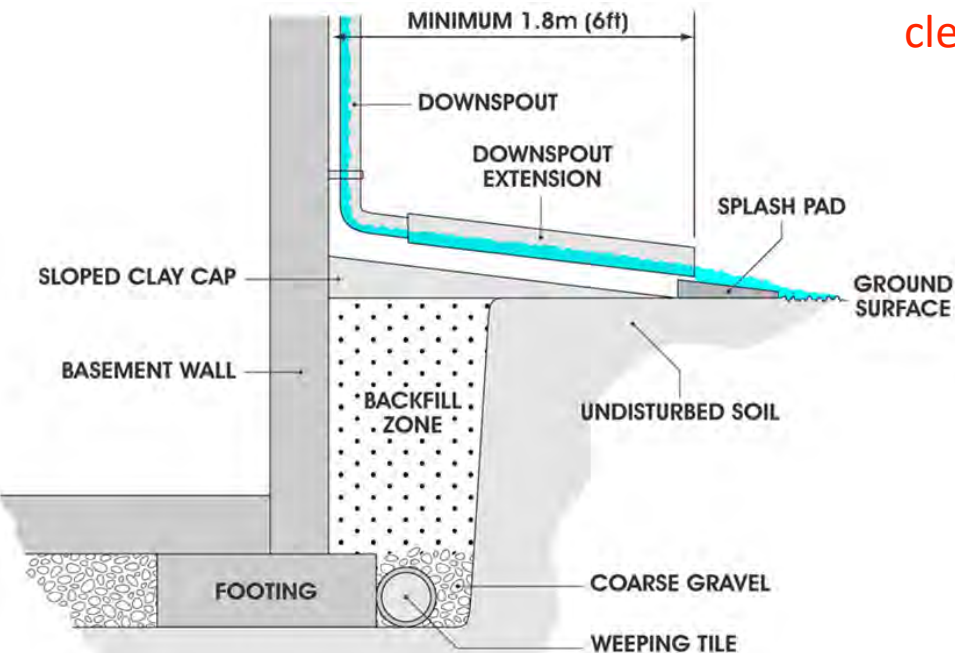 MINIMUM 1.8m (6ft)
cle
DOWNSPOUT
DOWNSPOUT
EXTENSION
SPLASH PAD
SLOPED CLAY CAP
GROUND
SURFACE
BASEMENT WALL
BACKFILL
ZONE
UNDISTURBED SOIL
FOOTING
COARSE GRAVEL
WEEPING TILE